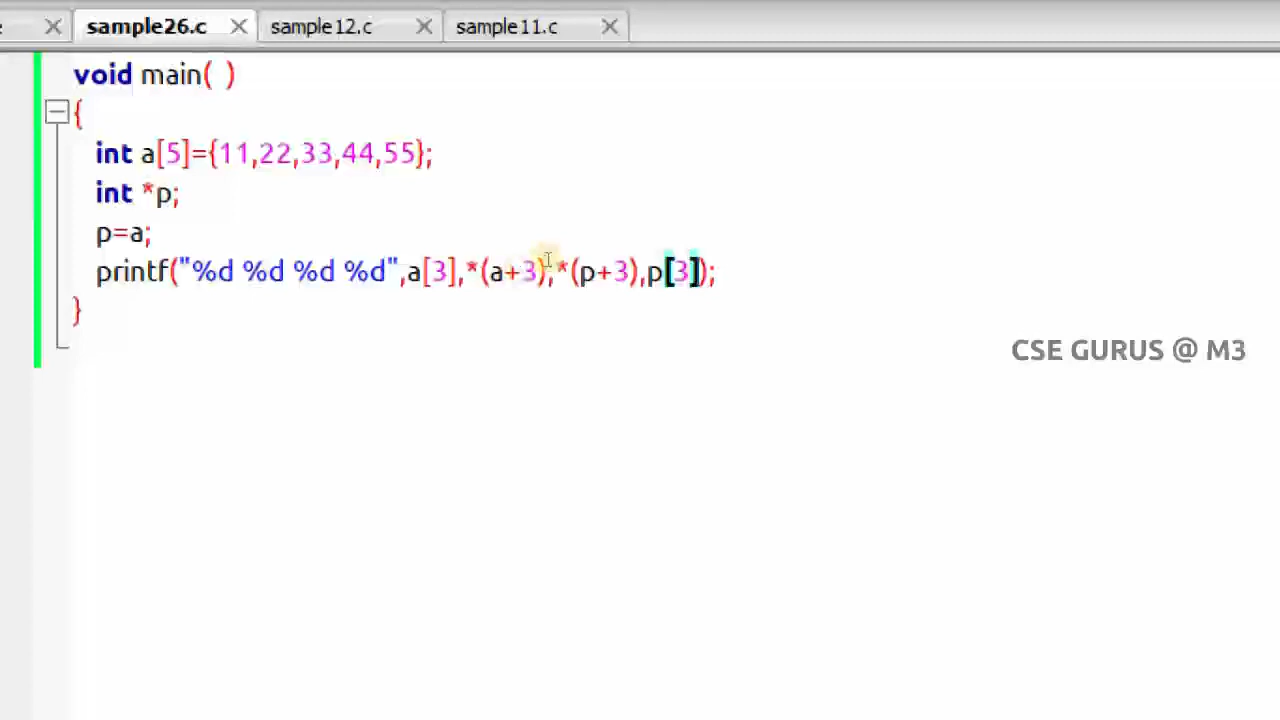 sample26.c sample12.c sample11.c
void main( )
{
int a[5]={11,22,33,44,55};
int *p;
p=a;
printf("%d %d %d %d",a[3],*(a+3),*(p+3),p[3]);
}
CSE GURUS @ M3